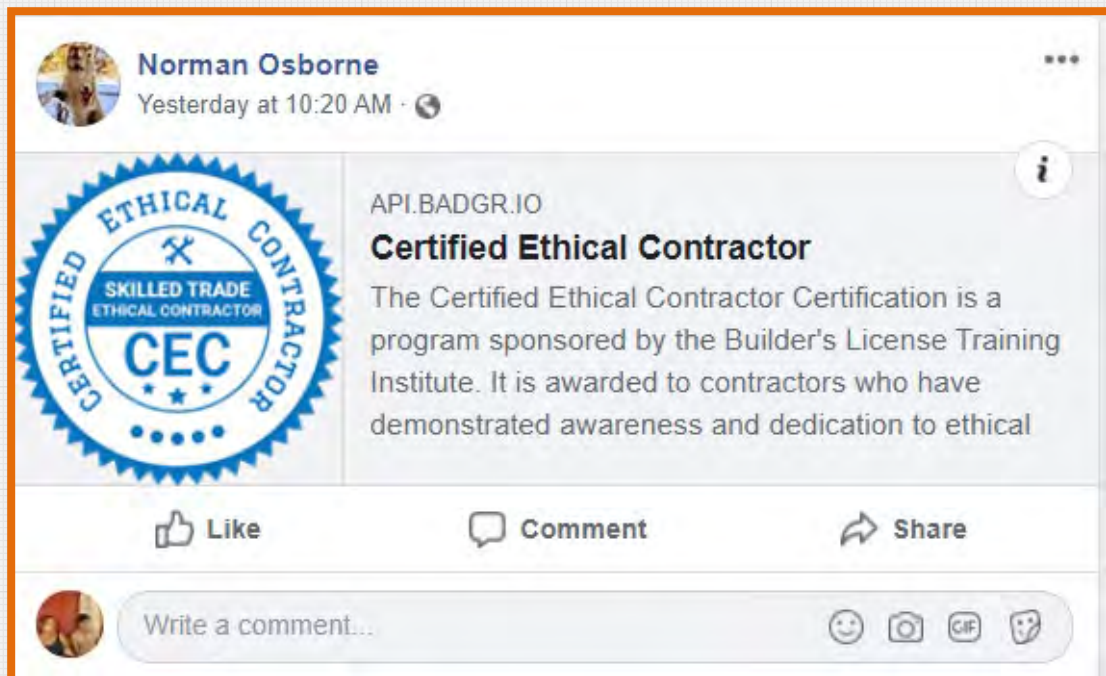 Norman Osborne
Yesterday at 10:20 AM ·
CERTIFIED ETHICAL CONTRACTOR
SKILLED TRADE
ETHICAL CONTRACTOR
CEC
API.BADGR.IO
i
Certified Ethical Contractor
The Certified Ethical Contractor Certification is a
program sponsored by the Builder's License Training
Institute. It is awarded to contractors who have
demonstrated awareness and dedication to ethical
Like
Comment
Share
Write a comment...
GIF